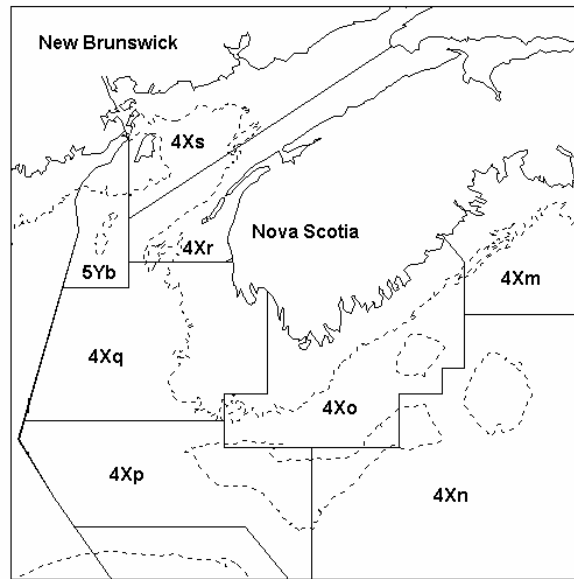 New Brunswick
4Xs
Nova Scotia
4Xr
5Yb
4Xm
4Xq
4Xo
4Xp
4Xn